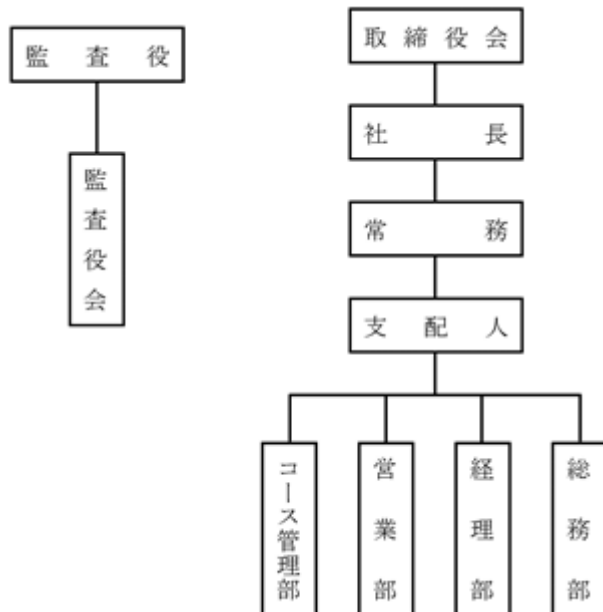 監査役
監査役会
取締役会
社長
常務
支配人
コース管理部
営業部
経理部
総務部